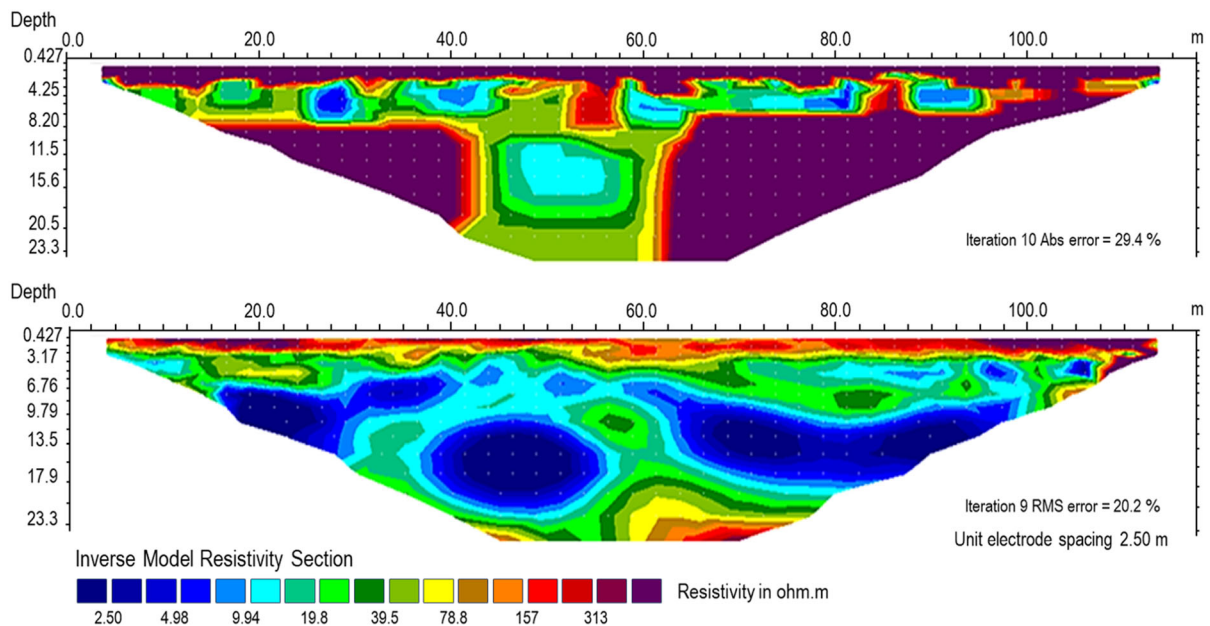 Depth
0.0 20.0 40.0 60.0 80.0 100.0 m
0.427
4.25
8.20
11.5
15.6
20.5
23.3
Iteration 10 Abs error = 29.4 %
Depth
0.0 20.0 40.0 60.0 80.0 100.0 m
0.427
3.17
6.76
9.79
13.5
17.9
23.3
Iteration 9 RMS error = 20.2 %
Unit electrode spacing 2.50 m
Inverse Model Resistivity Section
Resistivity in ohm.m
2.50 4.98 9.94 19.8 39.5 78.8 157 313